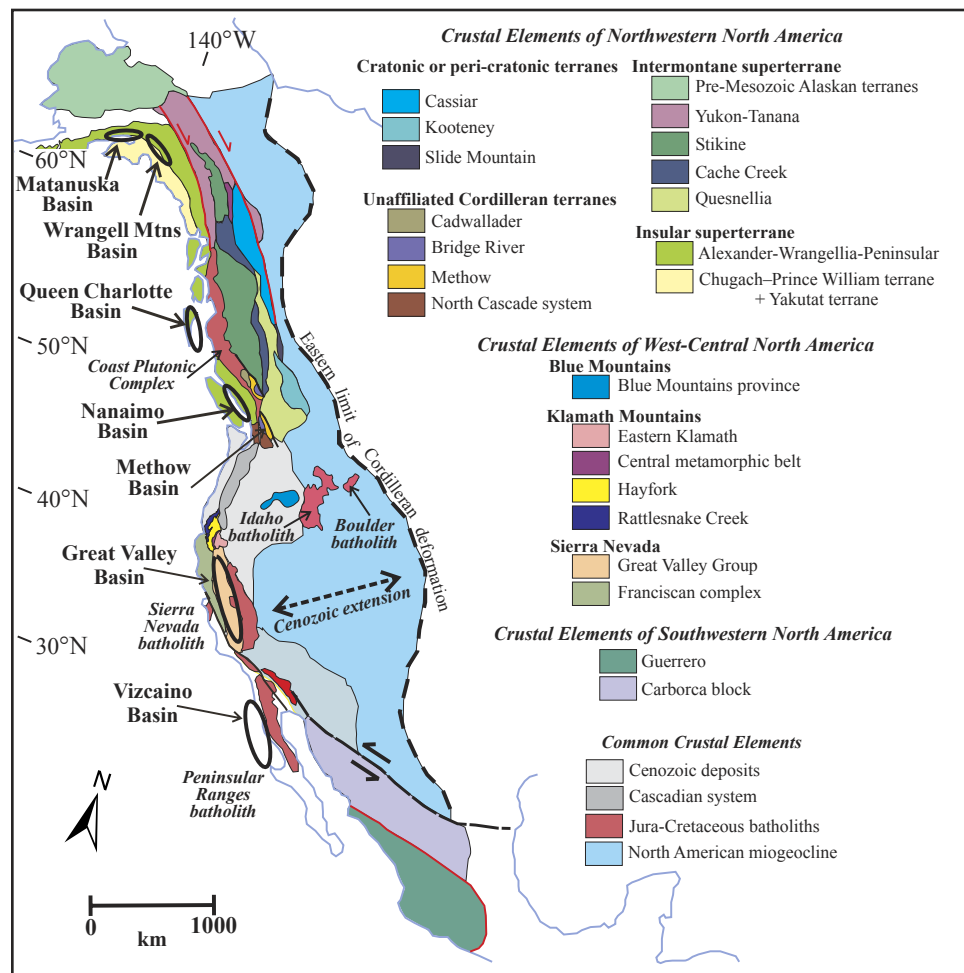 140°W
60°N
50°N
40°N
30°N
Matanuska
Basin
Wrangell Mtns
Basin
Queen Charlotte
Basin
Coast Plutonic
Complex
Nanaimo
Basin
Methow
Basin
Idaho
batholith
Boulder
batholith
Great Valley
Basin
Sierra
Nevada
batholith
Cenozoic extension
Eastern limit of Cordilleran deformation
Vizcaino
Basin
Peninsular
Ranges
batholith
N
0 1000
km
Crustal Elements of Northwestern North America
Cratonic or peri-cratonic terranes
Cassiar
Kooteney
Slide Mountain
Unaffiliated Cordilleran terranes
Cadwallader
Bridge River
Methow
North Cascade system
Intermontane superterrane
Pre-Mesozoic Alaskan terranes
Yukon-Tanana
Stikine
Cache Creek
Quesnellia
Insular superterrane
Alexander-Wrangellia-Peninsular
Chugach–Prince William terrane
+ Yakutat terrane
Crustal Elements of West-Central North America
Blue Mountains
Blue Mountains province
Klamath Mountains
Eastern Klamath
Central metamorphic belt
Hayfork
Rattlesnake Creek
Sierra Nevada
Great Valley Group
Franciscan complex
Crustal Elements of Southwestern North America
Guerrero
Carborca block
Common Crustal Elements
Cenozoic deposits
Cascadian system
Jura-Cretaceous batholiths
North American miogeocline